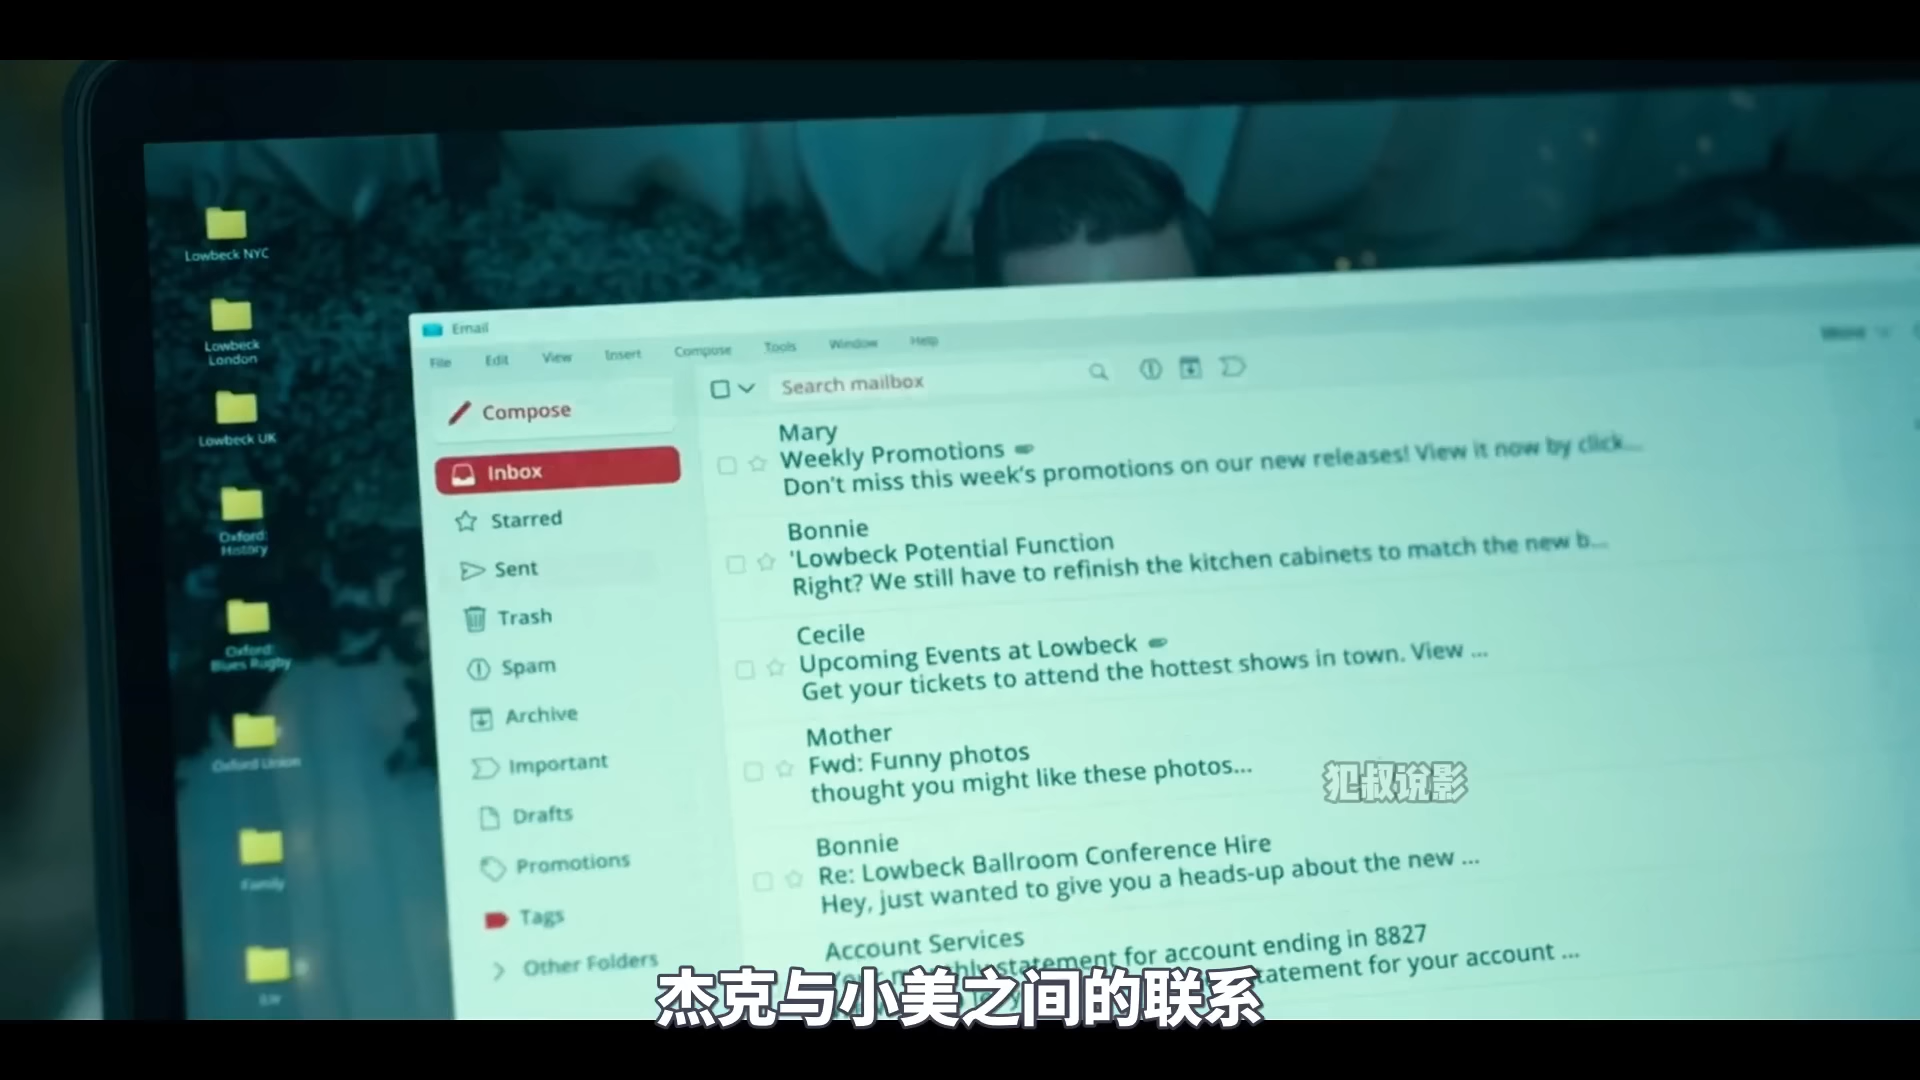 Lowbeck NYC
Lowbeck
London
Lowbeck UK
Oxford:
History
Oxford:
Blues Rugby
Oxford Union
Family
Email
File Edit View Insert Compose Tools Window Help
Compose
Inbox
Starred
Sent
Trash
Spam
Archive
Important
Drafts
Promotions
Tags
Other Folders
Search mailbox
Mary
Weekly Promotions
Don't miss this week's promotions on our new releases! View it now by click...
Bonnie
'Lowbeck Potential Function
Right? We still have to refinish the kitchen cabinets to match the new b...
Cecile
Upcoming Events at Lowbeck
Get your tickets to attend the hottest shows in town. View ...
Mother
Fwd: Funny photos
thought you might like these photos...
Bonnie
Re: Lowbeck Ballroom Conference Hire
Hey, just wanted to give you a heads-up about the new ...
Account Services
statement for account ending in 8827
statement for your account ...
犯叔说影
杰克与小美之间的联系